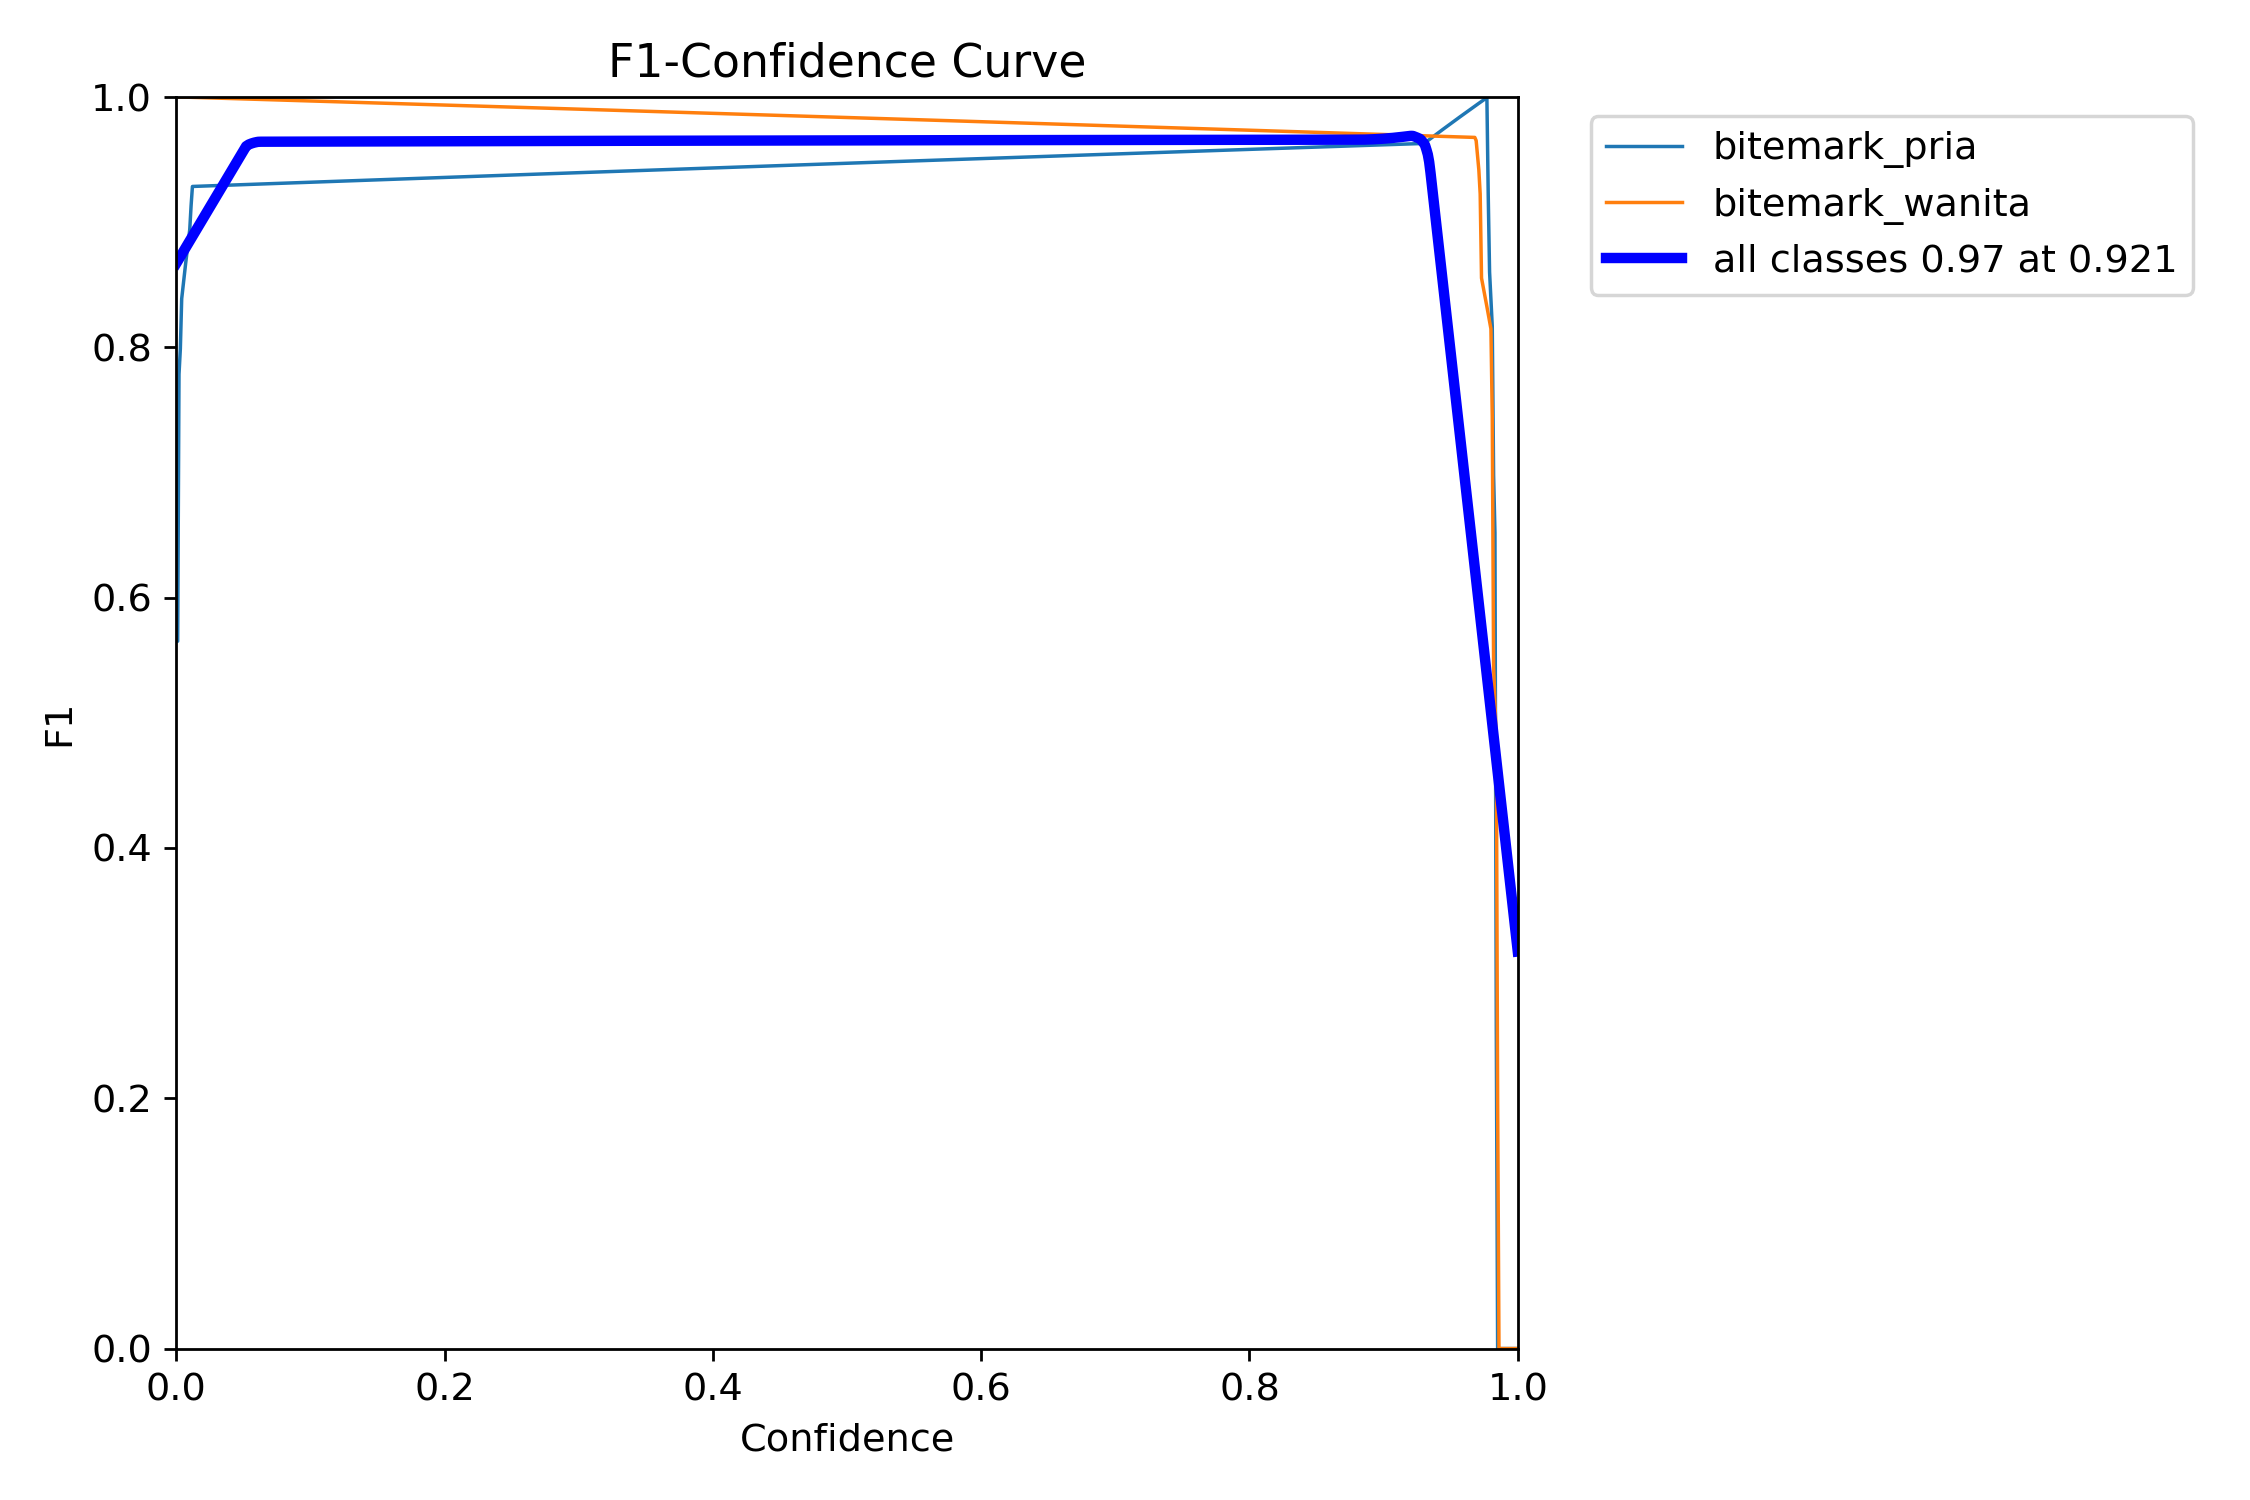 F1-Confidence Curve
1.0
0.8
0.6
0.4
0.2
0.0
F1
0.0 0.2 0.4 0.6 0.8 1.0
Confidence
bitemark_pria
bitemark_wanita
all classes 0.97 at 0.921